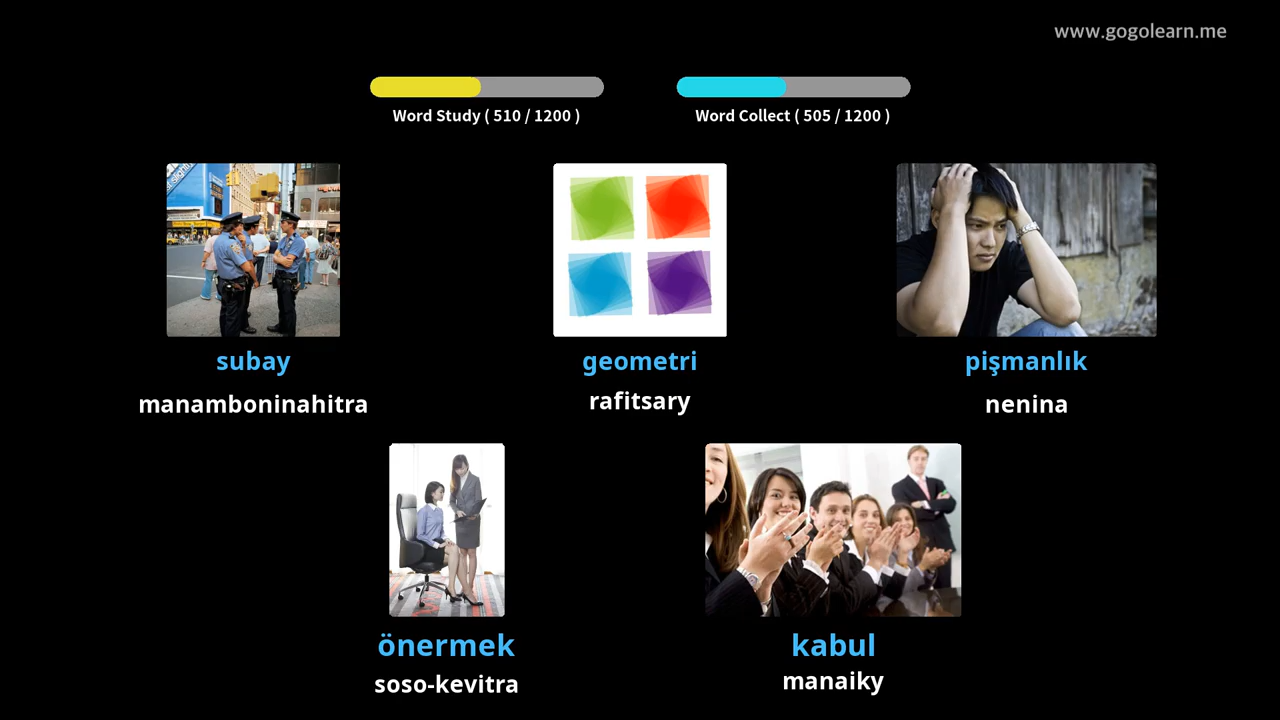 www.gogolearn.me
Word Study ( 510 / 1200 )
Word Collect ( 505 / 1200 )
subay
geometri
pişmanlık
manamboninahitra
rafitsary
nenina
önermek
kabul
soso-kevitra
manaiky